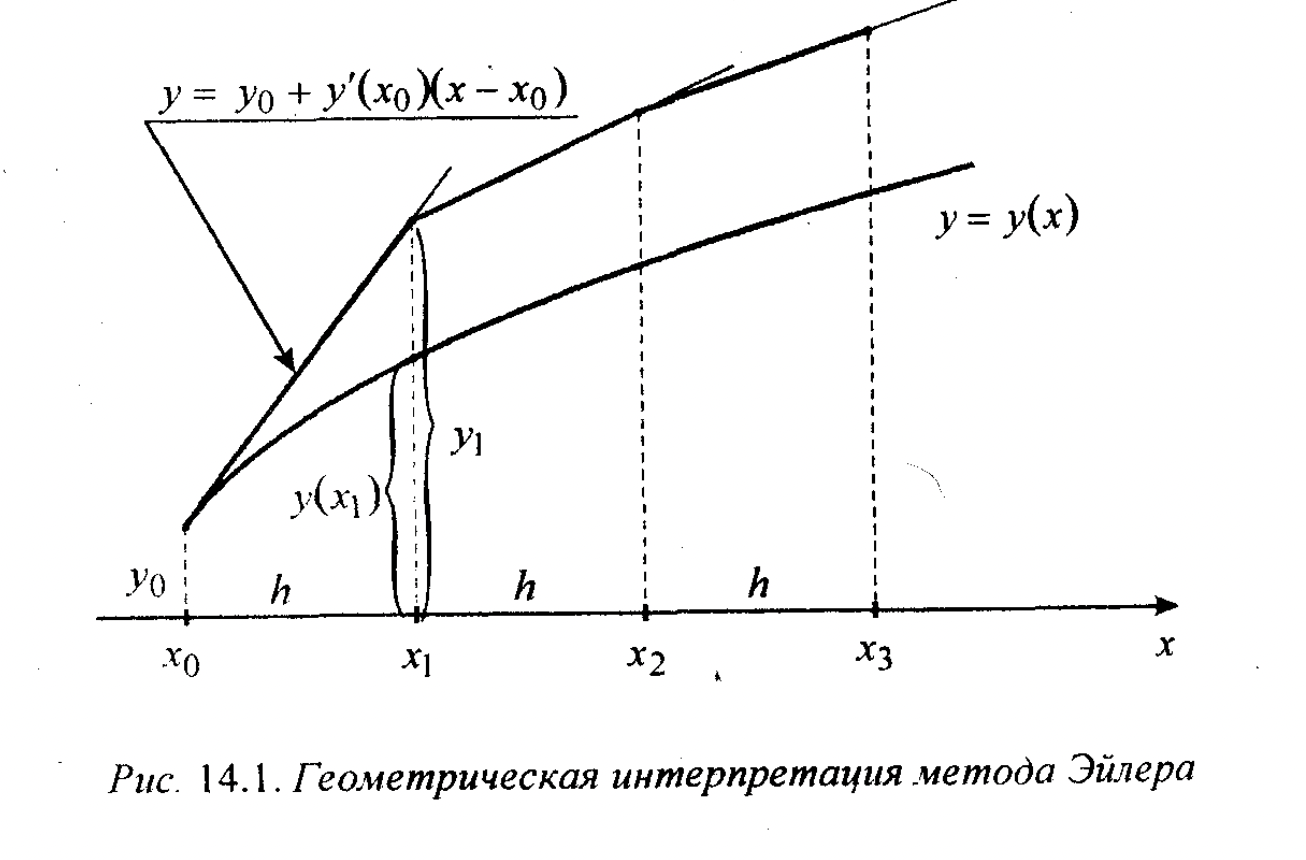 y = y₀ + y′(x₀)(x − x₀)
y = y(x)
y₁
y(x₁)
y₀
h
h
h
x₀
x₁
x₂
x₃
x
Рис. 14.1. Геометрическая интерпретация метода Эйлера